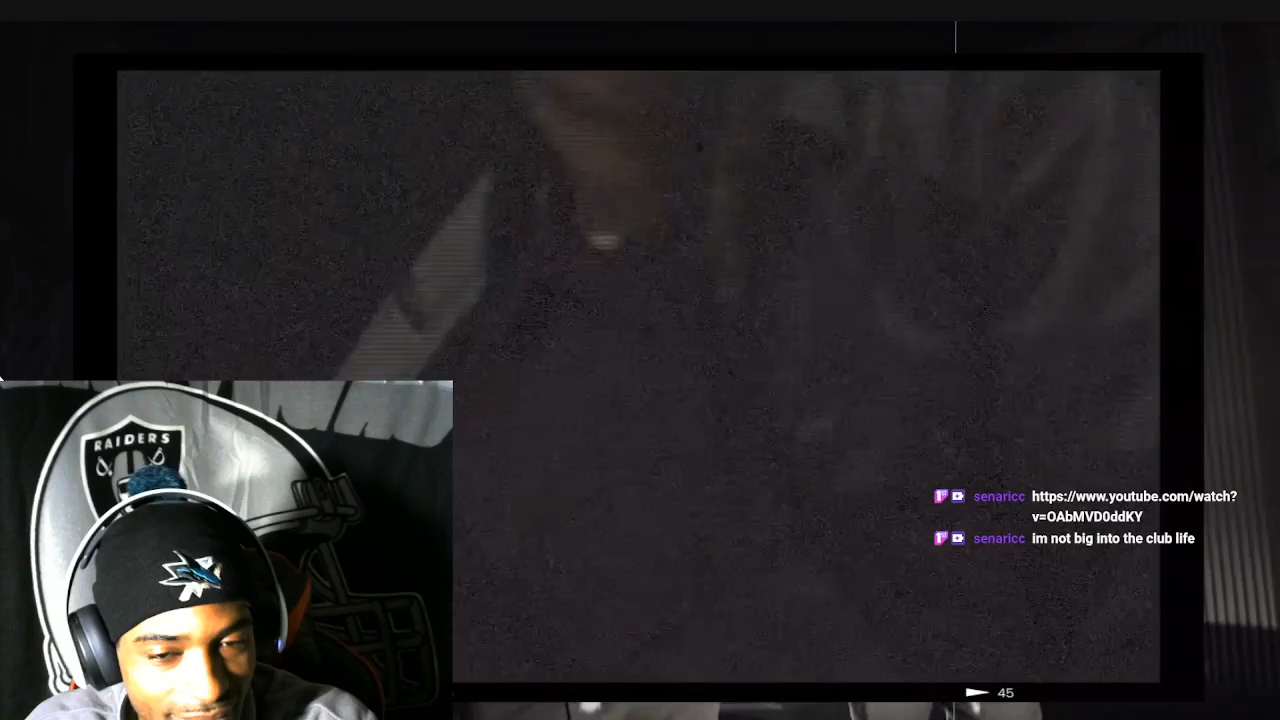 RAIDERS
senaricc https://www.youtube.com/watch?
v=OAbMVD0ddKY
senaricc im not big into the club life
45